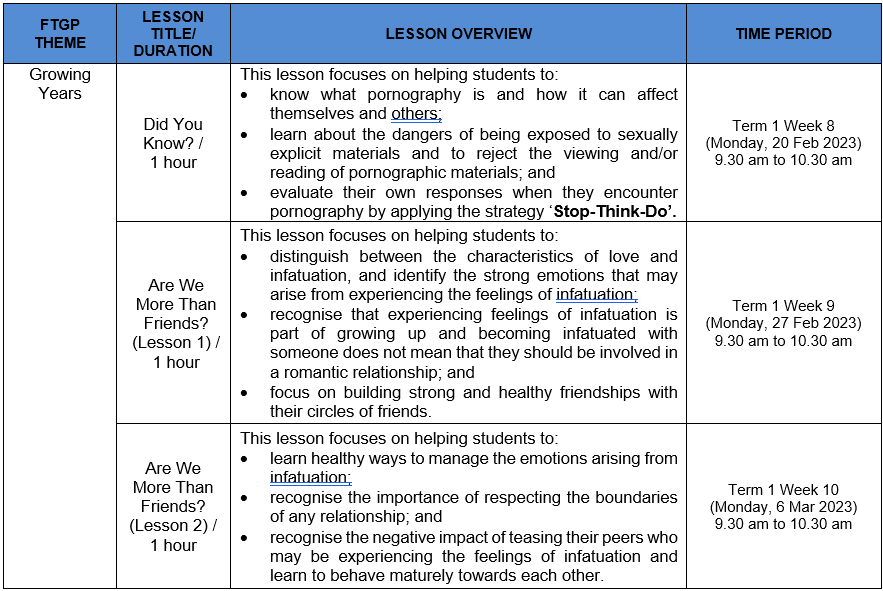 FTGP
THEME
LESSON
TITLE/
DURATION
LESSON OVERVIEW
TIME PERIOD
Growing
Years
Did You
Know? /
1 hour
This lesson focuses on helping students to:
• know what pornography is and how it can affect
themselves and others;
• learn about the dangers of being exposed to sexually
explicit materials and to reject the viewing and/or
reading of pornographic materials; and
• evaluate their own responses when they encounter
pornography by applying the strategy ‘Stop-Think-Do’.
Term 1 Week 8
(Monday, 20 Feb 2023)
9.30 am to 10.30 am
Are We
More Than
Friends?
(Lesson 1) /
1 hour
This lesson focuses on helping students to:
• distinguish between the characteristics of love and
infatuation, and identify the strong emotions that may
arise from experiencing the feelings of infatuation;
• recognise that experiencing feelings of infatuation is
part of growing up and becoming infatuated with
someone does not mean that they should be involved in
a romantic relationship; and
• focus on building strong and healthy friendships with
their circles of friends.
Term 1 Week 9
(Monday, 27 Feb 2023)
9.30 am to 10.30 am
Are We
More Than
Friends?
(Lesson 2) /
1 hour
This lesson focuses on helping students to:
• learn healthy ways to manage the emotions arising from
infatuation;
• recognise the importance of respecting the boundaries
of any relationship; and
• recognise the negative impact of teasing their peers who
may be experiencing the feelings of infatuation and
learn to behave maturely towards each other.
Term 1 Week 10
(Monday, 6 Mar 2023)
9.30 am to 10.30 am